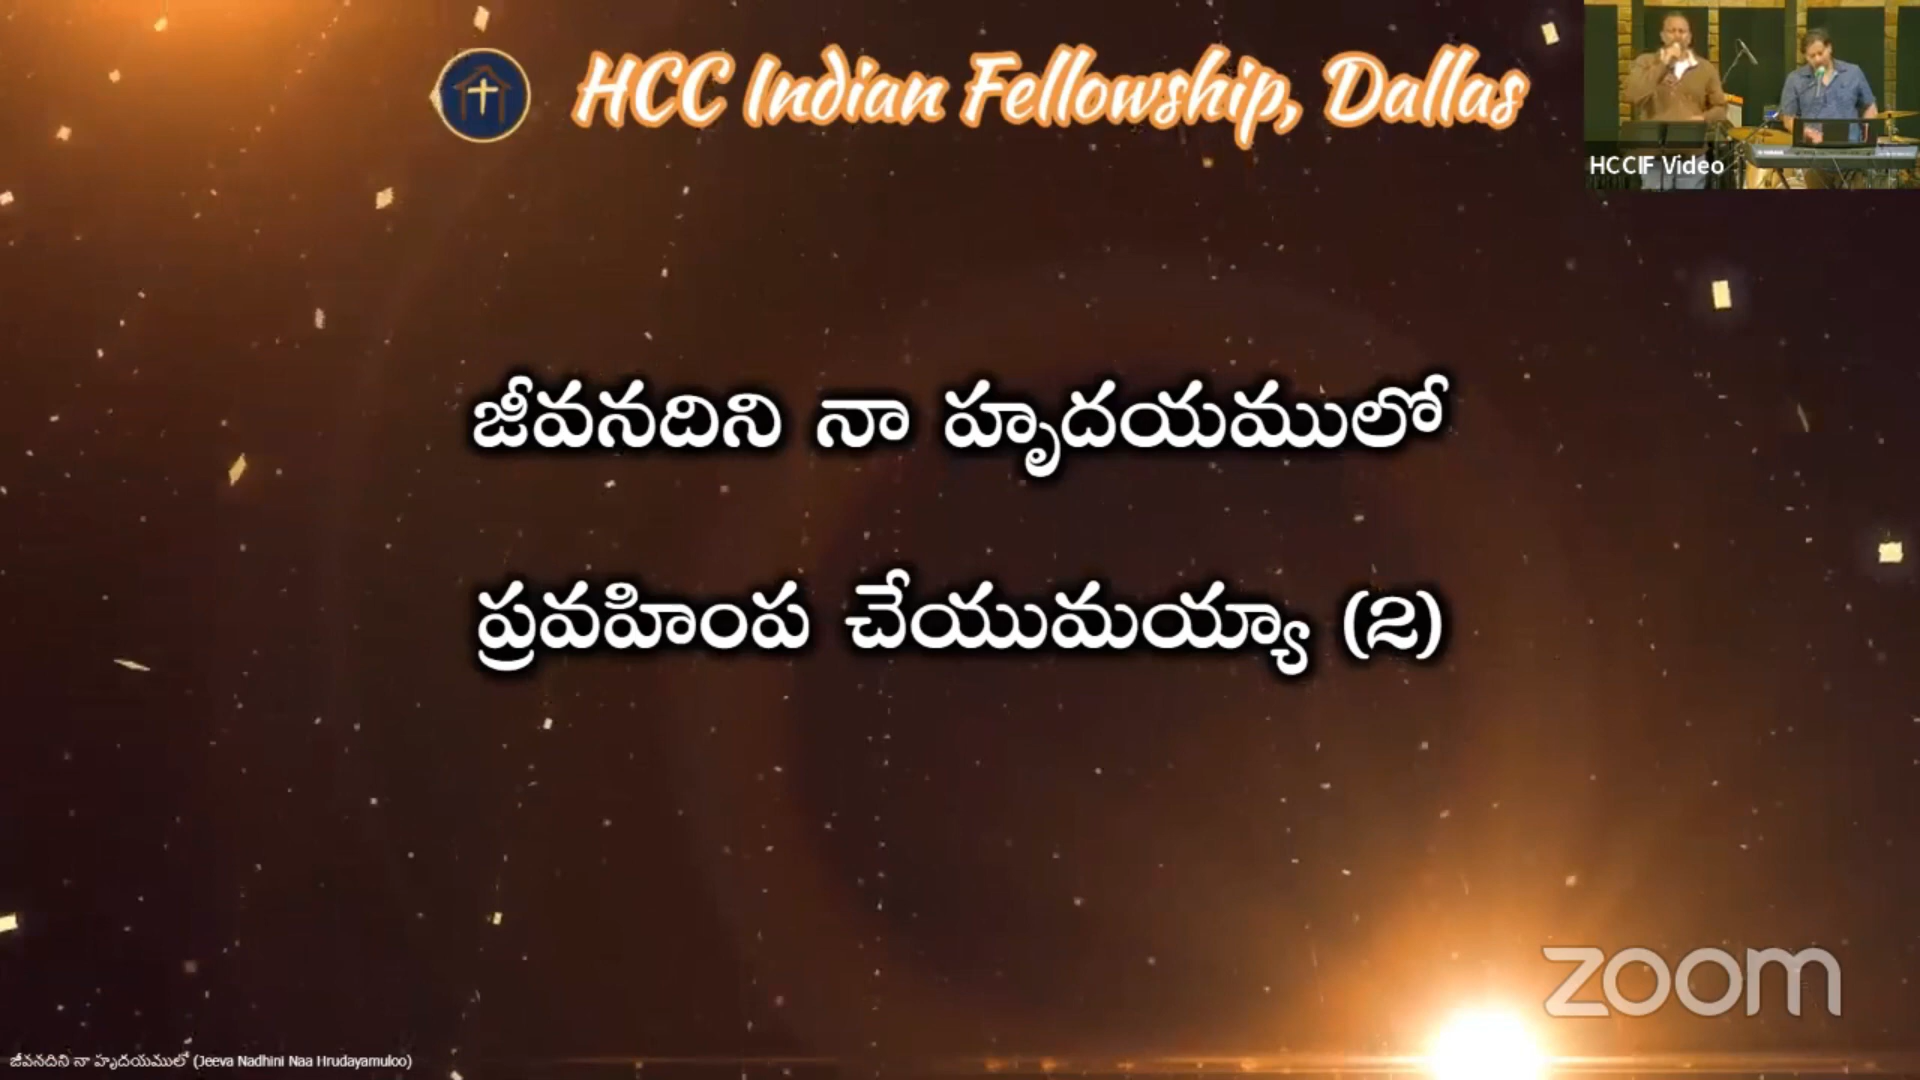 HCC Indian Fellowship, Dallas
HCCIF Video
జీవనదిని నా హృదయములో
ప్రవహింప చేయుమయ్యా (2)
zoom
జీవనదిని నా హృదయములో (Jeeva Nadhini Naa Hrudayamuloo)